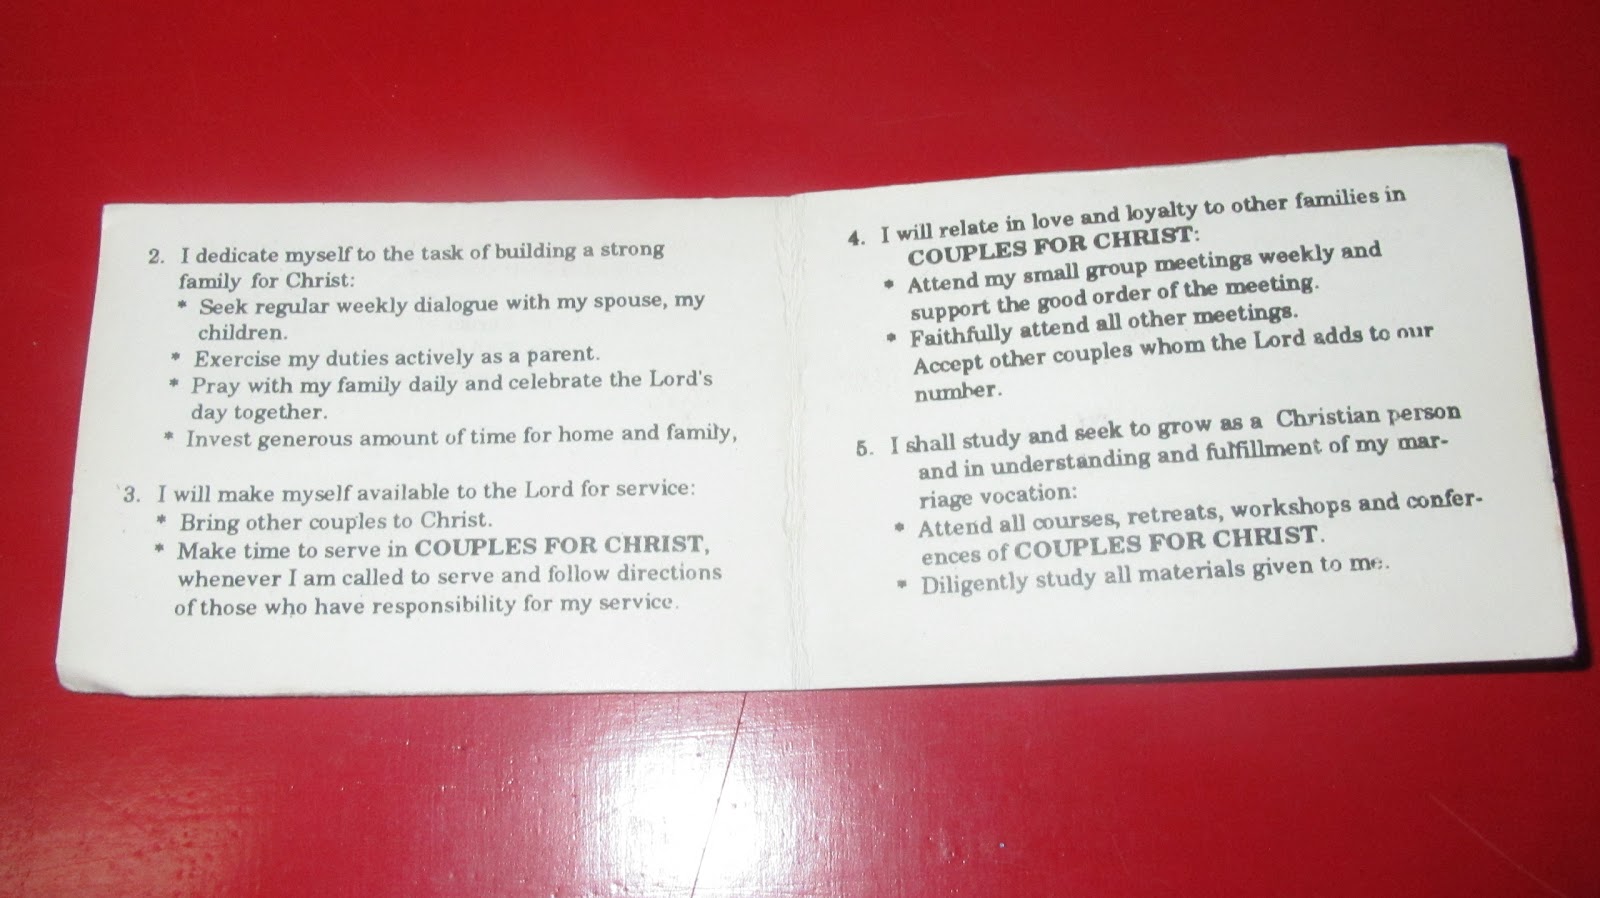 2. I dedicate myself to the task of building a strong
family for Christ:
* Seek regular weekly dialogue with my spouse, my
children.
* Exercise my duties actively as a parent.
* Pray with my family daily and celebrate the Lord's
day together.
* Invest generous amount of time for home and family,
3. I will make myself available to the Lord for service:
* Bring other couples to Christ.
* Make time to serve in COUPLES FOR CHRIST,
whenever I am called to serve and follow directions
of those who have responsibility for my service.
4. I will relate in love and loyalty to other families in
COUPLES FOR CHRIST:
* Attend my small group meetings weekly and
support the good order of the meeting.
* Faithfully attend all other meetings.
Accept other couples whom the Lord adds to our
number.
5. I shall study and seek to grow as a Christian person
and in understanding and fulfillment of my mar-
riage vocation:
* Attend all courses, retreats, workshops and confer-
ences of COUPLES FOR CHRIST.
* Diligently study all materials given to me.